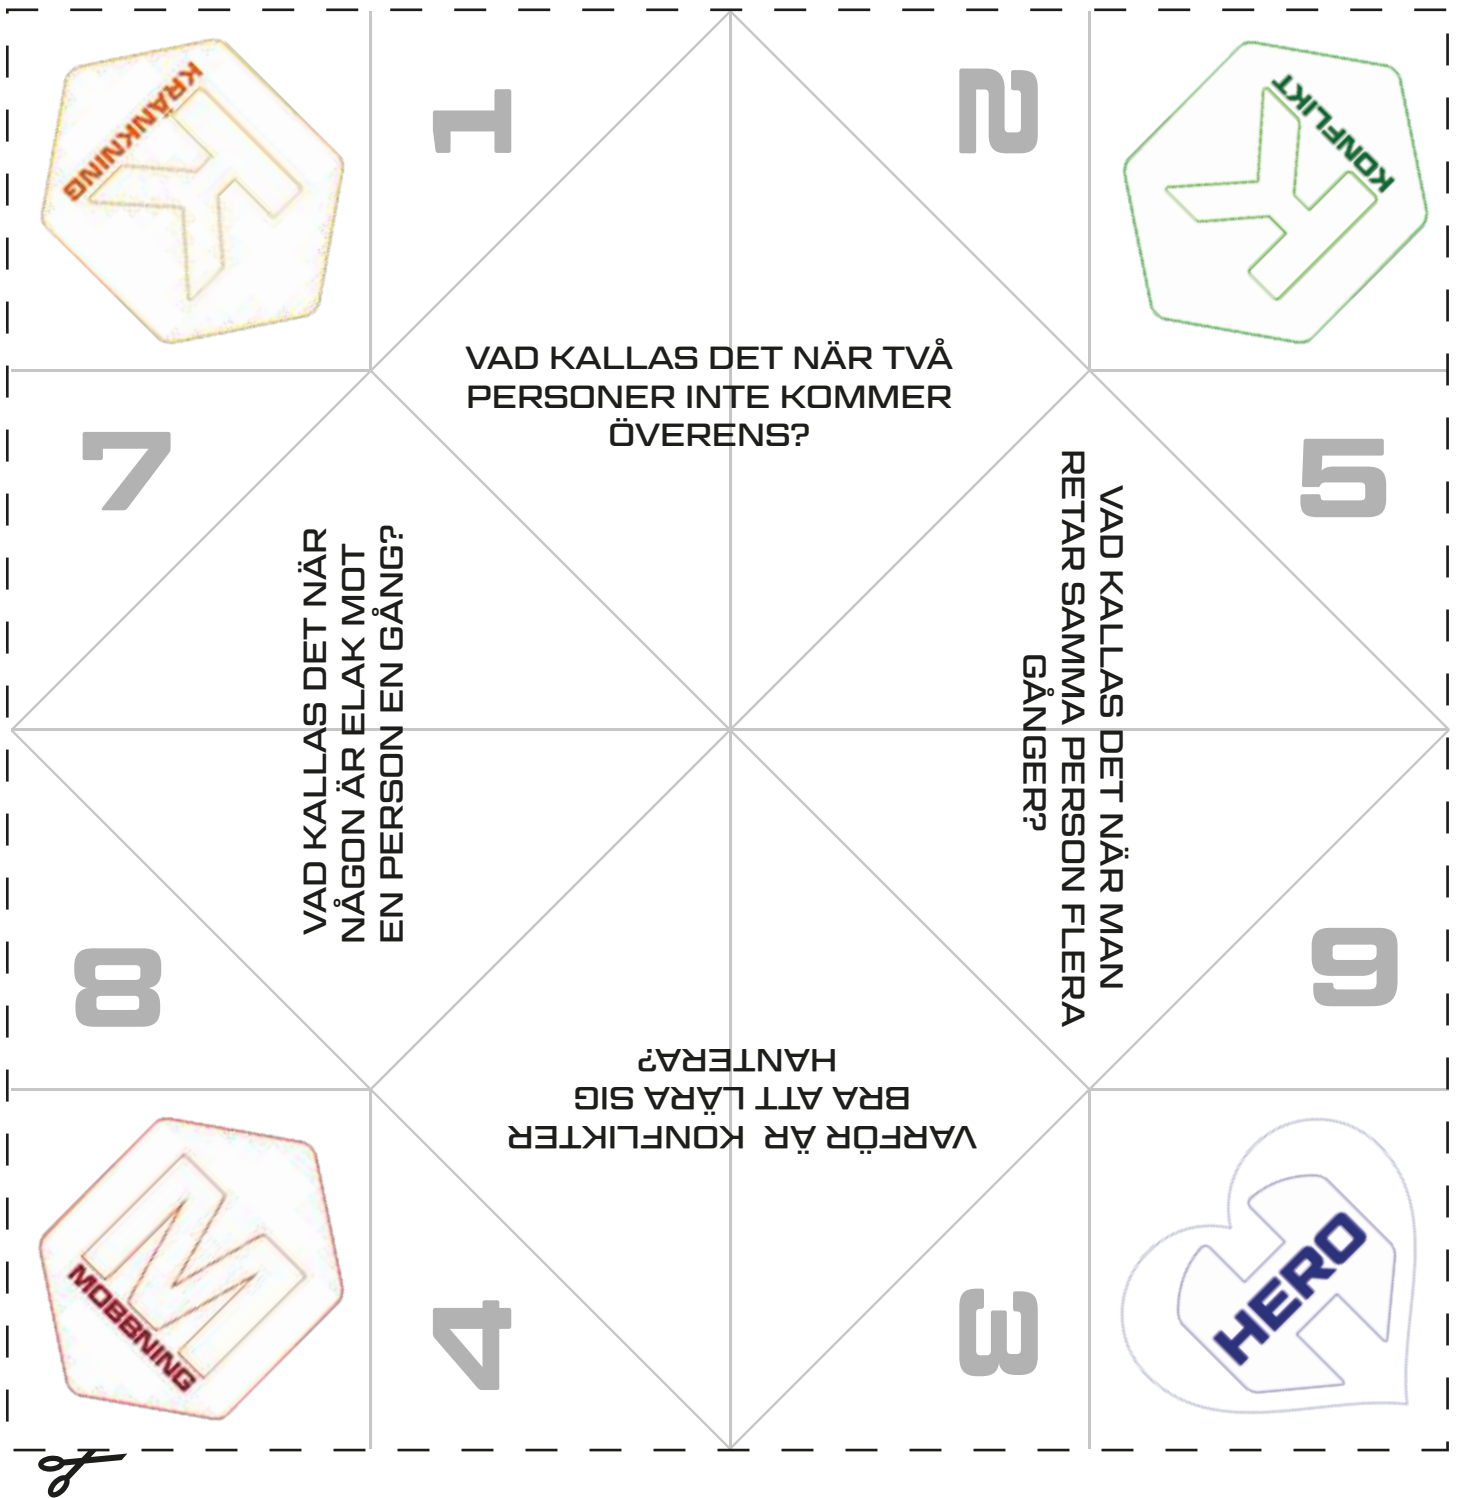 KRÄNKNING
K
1
2
KONFLIKT
K
VAD KALLAS DET NÄR TVÅ
PERSONER INTE KOMMER
ÖVERENS?
7
5
VAD KALLAS DET NÄR
NÅGON ÄR ELAK MOT
EN PERSON EN GÅNG?
VAD KALLAS DET NÄR MAN
RETAR SAMMA PERSON FLERA
GÅNGER?
8
6
VARFÖR ÄR KONFLIKTER
BRA ATT LÄRA SIG
HANTERA?
M
MOBBNING
4
3
H
HERO